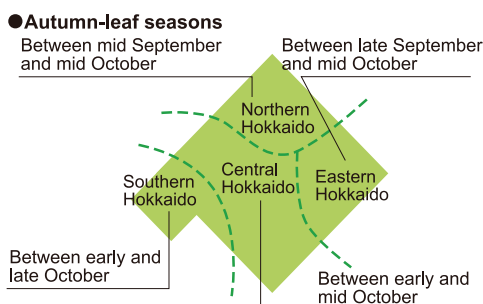 ●Autumn-leaf seasons
Between mid September
and mid October
Between late September
and mid October
Northern
Hokkaido
Central
Hokkaido
Eastern
Hokkaido
Southern
Hokkaido
Between early and
late October
Between early and
mid October